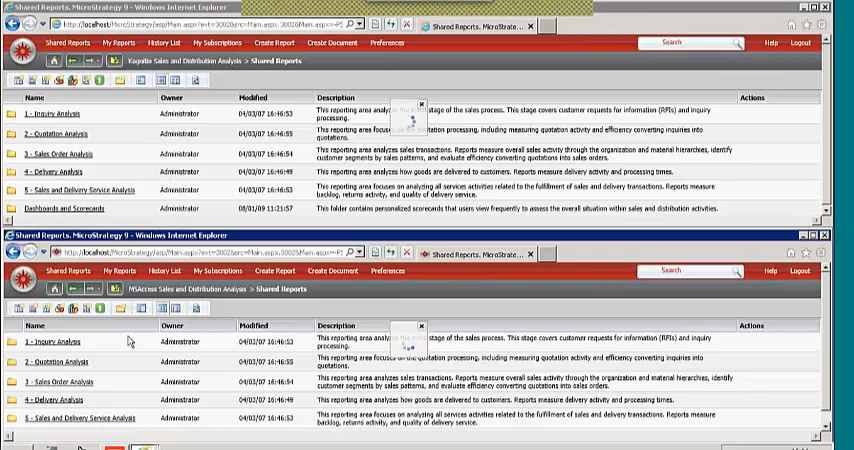 Shared Reports. MicroStrategy 9 - Windows Internet Explorer
Shared Reports. MicroStrate...
Shared Reports My Reports History List My Subscriptions Create Report Create Document Preferences Search Help Logout
Kognitio Sales and Distribution Analysis > Shared Reports
Name Owner Modified Description Actions
1 - Inquiry Analysis Administrator 04/03/07 16:46:53 This reporting area analyzes the initial stage of the sales process. This stage covers customer requests for information (RFIs) and inquiry
processing.
2 - Quotation Analysis Administrator 04/03/07 16:46:55 This reporting area focuses on quotation processing, including measuring quotation activity and efficiency converting inquiries into
quotations.
3 - Sales Order Analysis Administrator 04/03/07 16:46:54 This reporting area analyzes sales transactions. Reports measure overall sales activity through the organization and material hierarchies, identify
customer segments by sales patterns, and evaluate efficiency converting quotations into sales orders.
4 - Delivery Analysis Administrator 04/03/07 16:46:49 This reporting area analyzes how goods are delivered to customers. Reports measure delivery activity and processing times.
5 - Sales and Delivery Service Analysis Administrator 04/03/07 16:46:53 This reporting area focuses on analyzing all services activities related to the fulfillment of sales and delivery transactions. Reports measure
backlog, returns activity, and quality of delivery service.
Dashboards and Scorecards Administrator 08/01/09 11:21:57 This folder contains personalized scorecards that users view frequently to assess the overall situation within sales and distribution activities.
Shared Reports. MicroStrategy 9 - Windows Internet Explorer
Shared Reports. MicroStrate...
Shared Reports My Reports History List My Subscriptions Create Report Create Document Preferences Search Help Logout
MSAccess Sales and Distribution Analysis > Shared Reports
Name Owner Modified Description Actions
1 - Inquiry Analysis Administrator 04/03/07 16:46:53 This reporting area analyzes the initial stage of the sales process. This stage covers customer requests for information (RFIs) and inquiry
processing.
2 - Quotation Analysis Administrator 04/03/07 16:46:55 This reporting area focuses on quotation processing, including measuring quotation activity and efficiency converting inquiries into
quotations.
3 - Sales Order Analysis Administrator 04/03/07 16:46:54 This reporting area analyzes sales transactions. Reports measure overall sales activity through the organization and material hierarchies, identify
customer segments by sales patterns, and evaluate efficiency converting quotations into sales orders.
4 - Delivery Analysis Administrator 04/03/07 16:46:49 This reporting area analyzes how goods are delivered to customers. Reports measure delivery activity and processing times.
5 - Sales and Delivery Service Analysis Administrator 04/03/07 16:46:53 This reporting area focuses on analyzing all services activities related to the fulfillment of sales and delivery transactions. Reports measure
backlog, returns activity, and quality of delivery service.